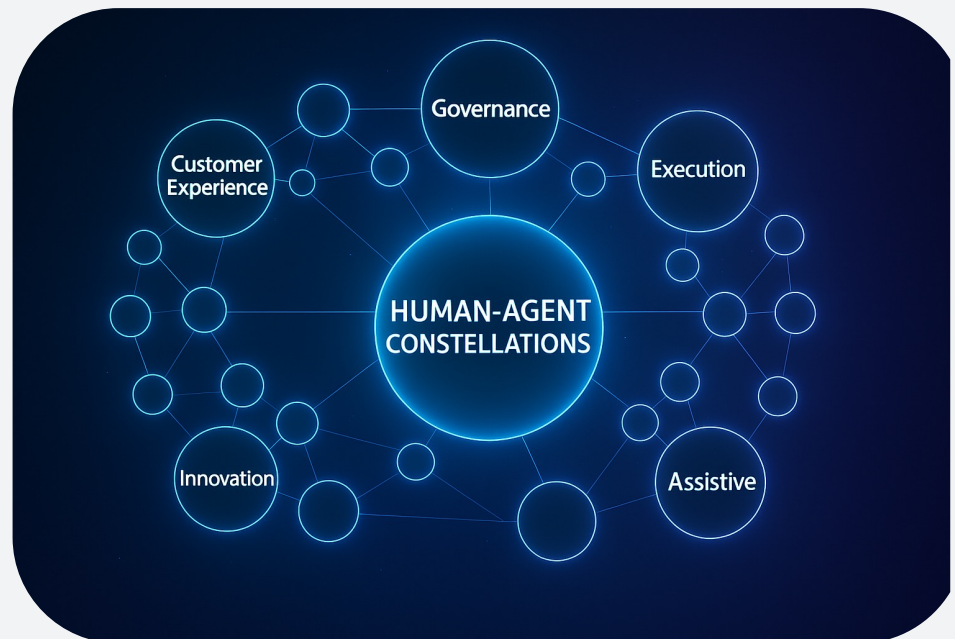 Governance
Customer
Experience
Execution
HUMAN-AGENT
CONSTELLATIONS
Innovation
Assistive